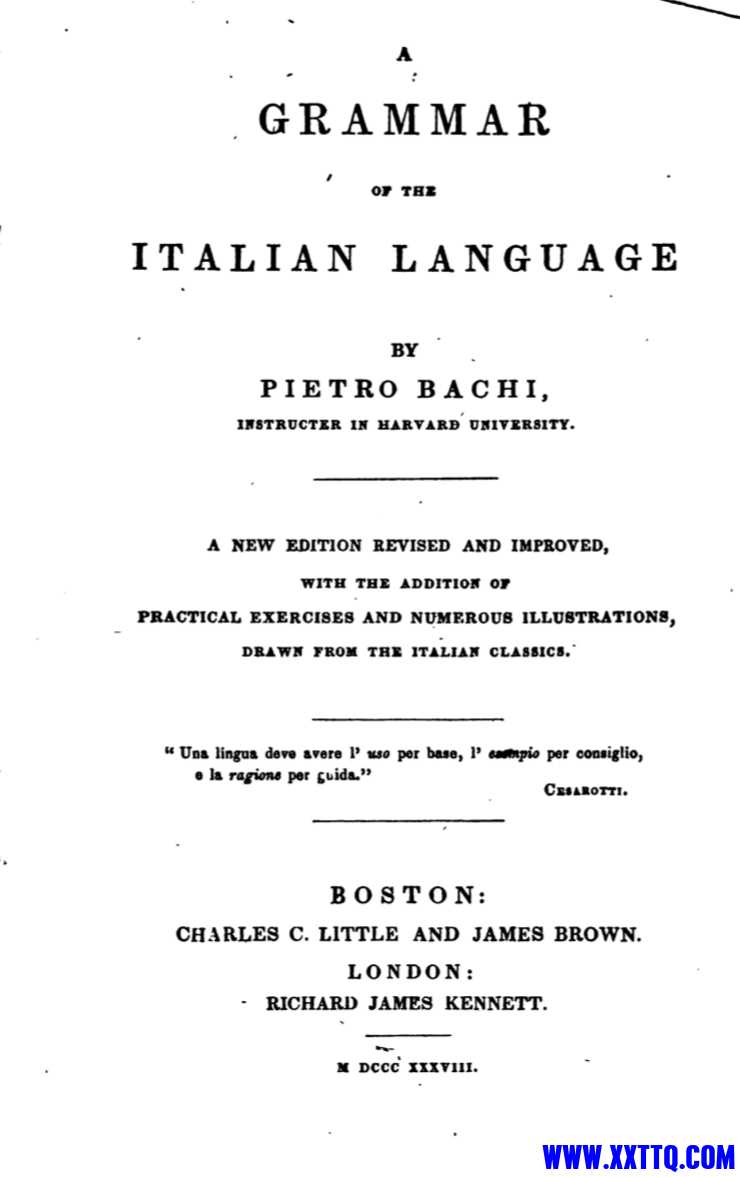 A
GRAMMAR
OF THE
ITALIAN LANGUAGE
BY
PIETRO BACHI,
INSTRUCTER IN HARVARD UNIVERSITY.
A NEW EDITION REVISED AND IMPROVED,
WITH THE ADDITION OF
PRACTICAL EXERCISES AND NUMEROUS ILLUSTRATIONS,
DRAWN FROM THE ITALIAN CLASSICS.
“ Una lingua deve avere l’ uso per base, l’ esempio per consiglio,
e la ragione per guida.”
CESAROTTI.
BOSTON:
CHARLES C. LITTLE AND JAMES BROWN.
LONDON:
RICHARD JAMES KENNETT.
M DCCC XXXVIII.
WWW.XXTTQ.COM